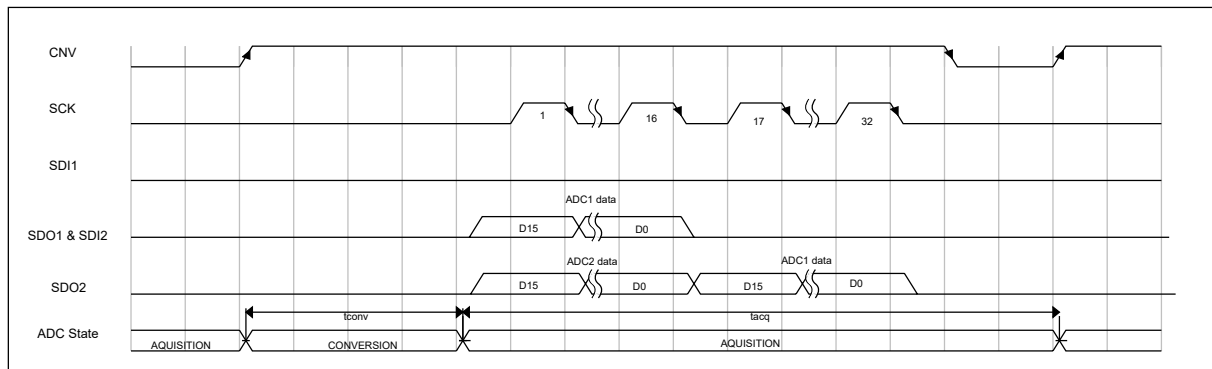 CNV
SCK
1
16
17
32
SDI1
ADC1 data
SDO1 & SDI2
D15
D0
ADC2 data
ADC1 data
SDO2
D15
D0
D15
D0
tconv
tacq
ADC State
AQUISITION
CONVERSION
AQUISITION